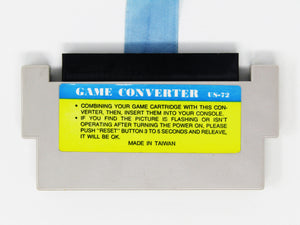 GAME CONVERTER US-72
• COMBINING YOUR GAME CARTRIDGE WITH THIS CON-
VERTER, THEN, INSERT THEM INTO YOUR CONSOLE.
• IF YOU FIND THE PICTURE IS FLASHING OR ISN'T
OPERATING AFTER TURNING THE POWER ON, PLEASE
PUSH "RESET" BUTTON 3 TO 5 SECONDS AND RELEAVE,
IT WILL BE OK.
MADE IN TAIWAN